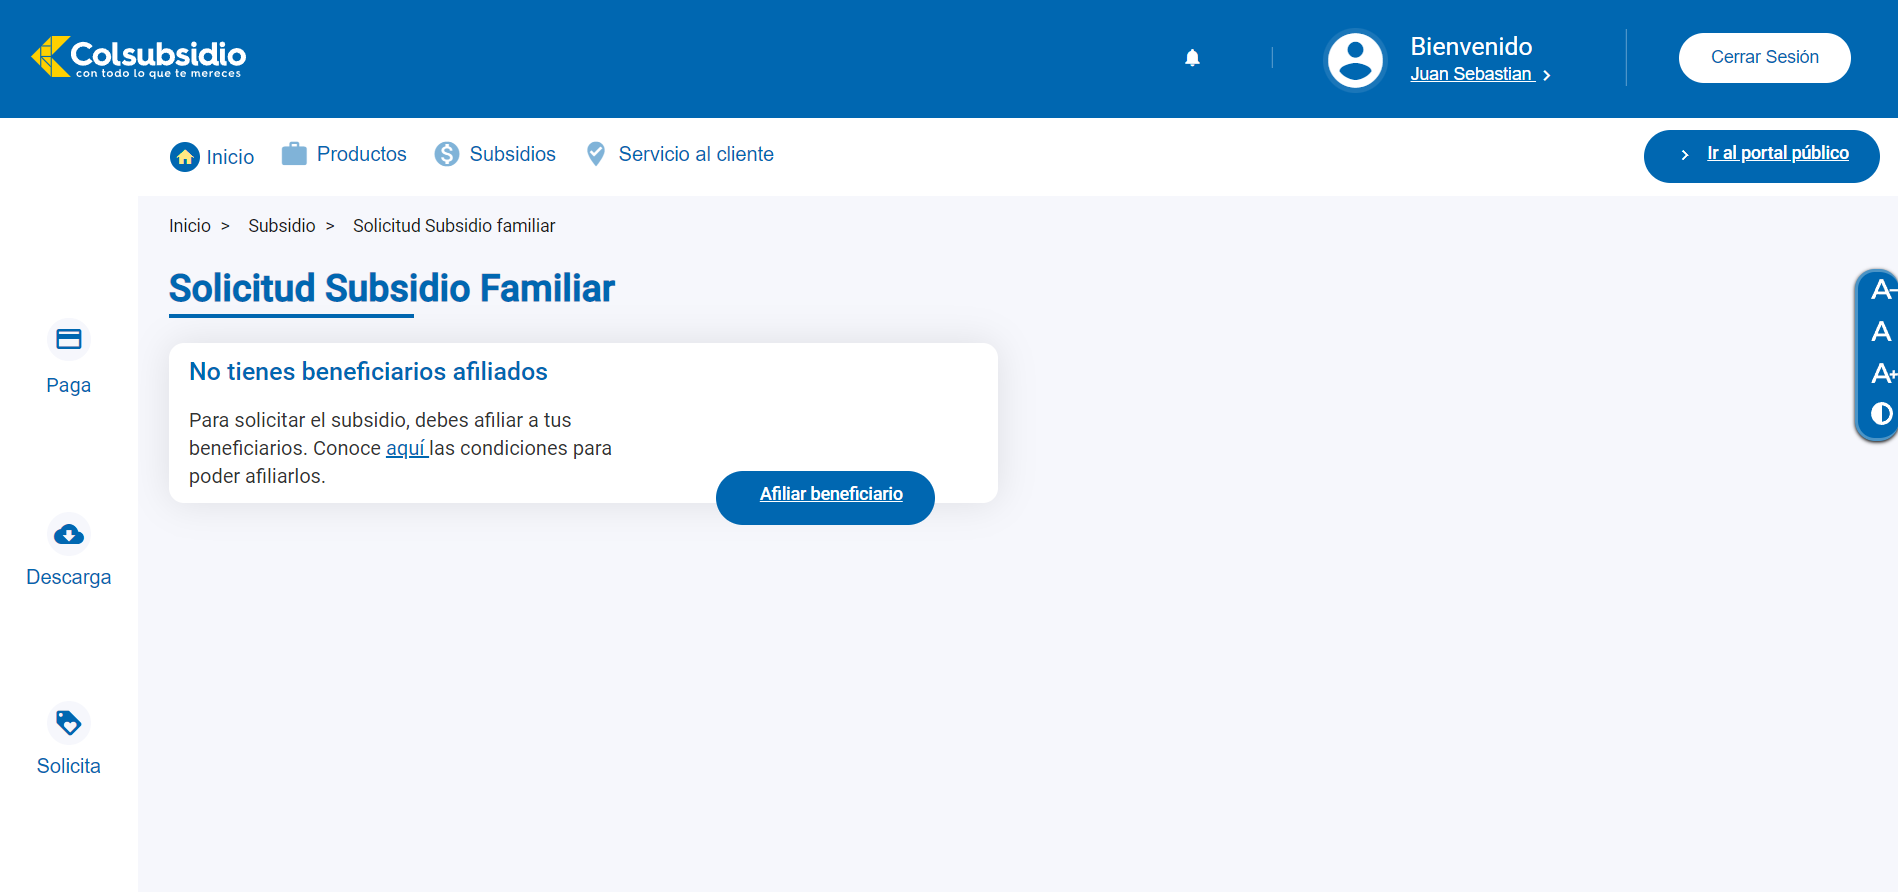 Colsubsidio
con todo lo que te mereces
Bienvenido
Juan Sebastian
Cerrar Sesión
Inicio
Productos
Subsidios
Servicio al cliente
Ir al portal público
Inicio > Subsidio > Solicitud Subsidio familiar
Solicitud Subsidio Familiar
No tienes beneficiarios afiliados
Para solicitar el subsidio, debes afiliar a tus
beneficiarios. Conoce aquí las condiciones para
poder afiliarlos.
Afiliar beneficiario
Paga
Descarga
Solicita
A-
A
A+